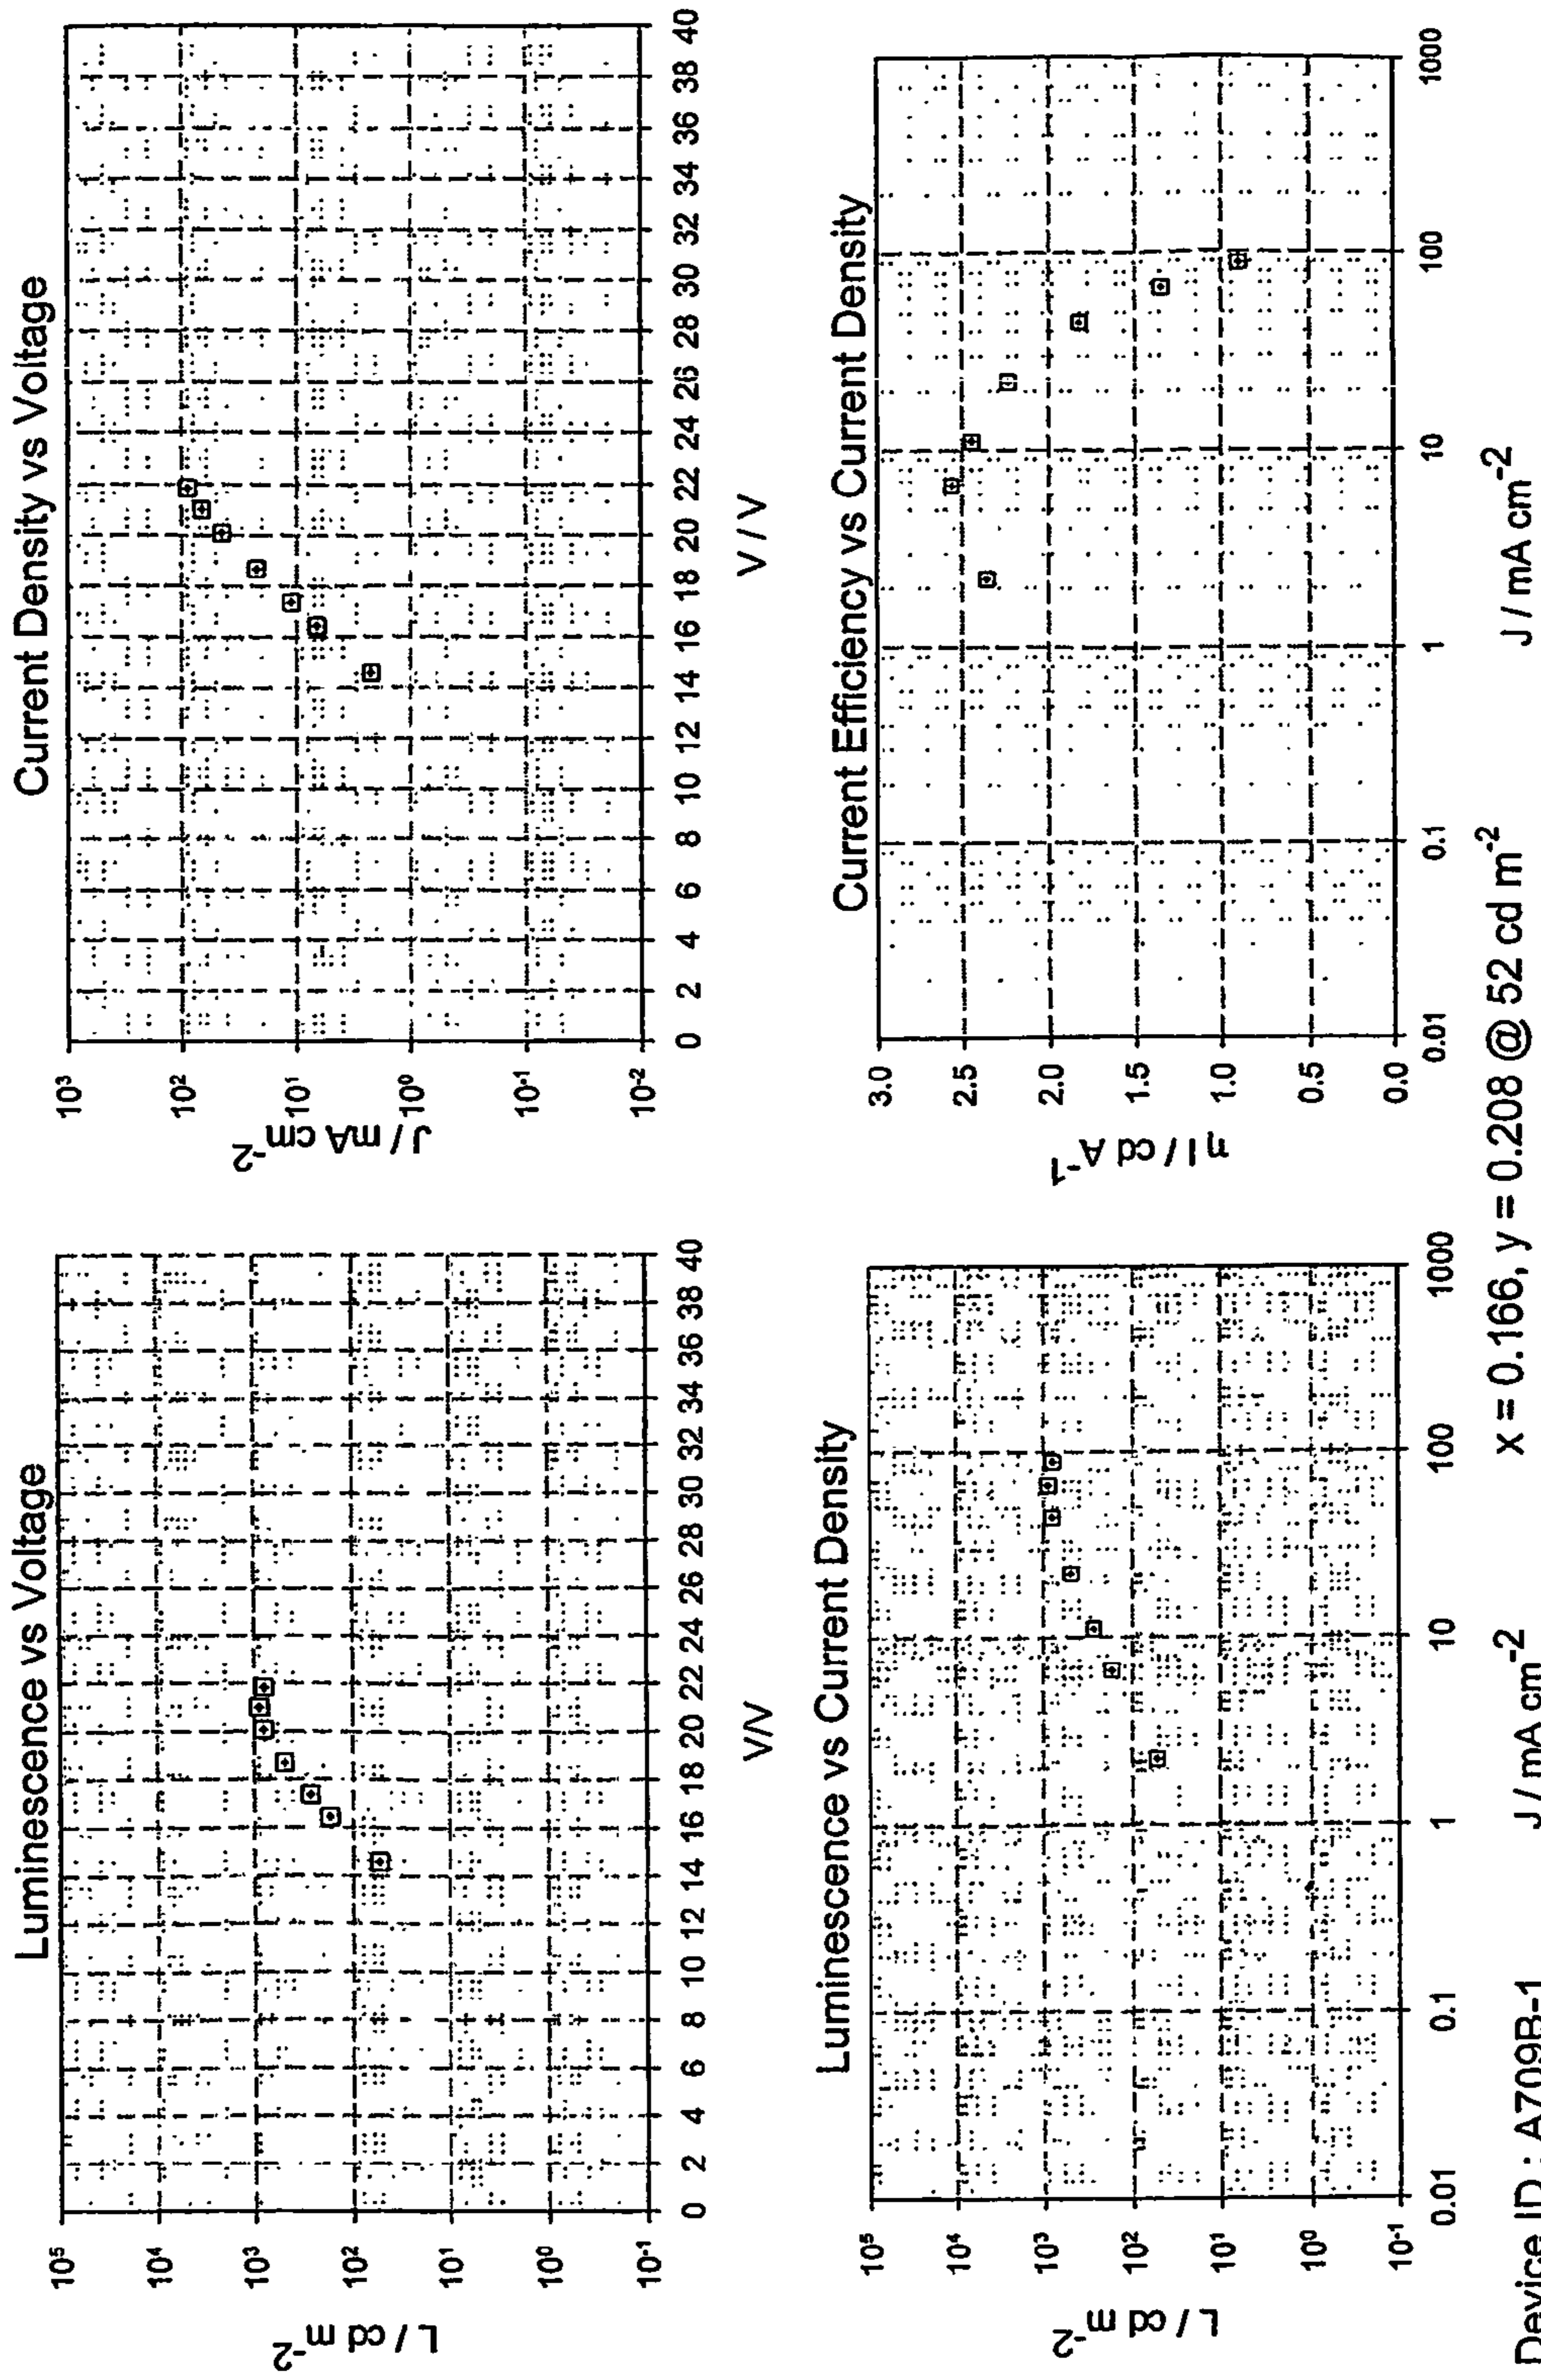 Luminescence vs Voltage
L / cd m-2
10⁵
10⁴
10³
10²
10¹
10⁰
10-1
0 2 4 6 8 10 12 14 16 18 20 22 24 26 28 30 32 34 36 38 40
V/V
Current Density vs Voltage
J / mA cm-2
10³
10²
10¹
10⁰
10-1
10-2
0 2 4 6 8 10 12 14 16 18 20 22 24 26 28 30 32 34 36 38 40
V / V
Luminescence vs Current Density
L / cd m-2
10⁵
10⁴
10³
10²
10¹
10⁰
10-1
0.01 0.1 1 10 100 1000
J / mA cm-2
Current Efficiency vs Current Density
η I / cd A-1
3.0
2.5
2.0
1.5
1.0
0.5
0.0
0.01 0.1 1 10 100 1000
J / mA cm-2
Device ID : A709B-1
x = 0.166, y = 0.208 @ 52 cd m-2